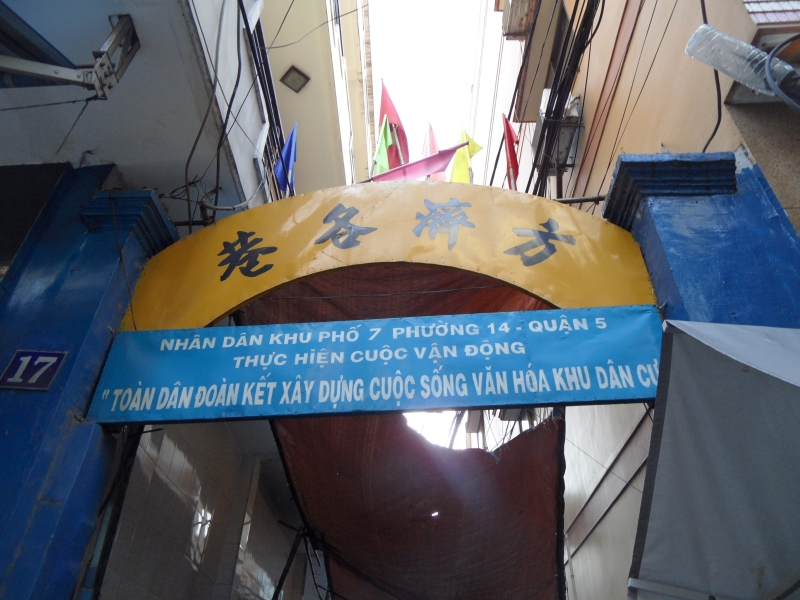 方濟各巷
NHÂN DÂN KHU PHỐ 7 PHƯỜNG 14 - QUẬN 5
THỰC HIỆN CUỘC VẬN ĐỘNG
"TOÀN DÂN ĐOÀN KẾT XÂY DỰNG CUỘC SỐNG VĂN HÓA KHU DÂN CƯ
17